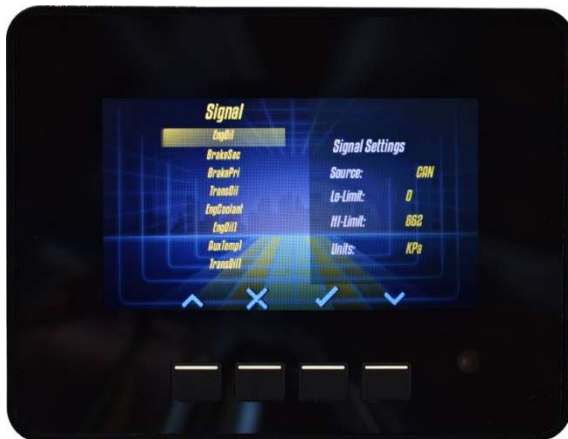 Signal
EngOil
BrakeSec
BrakePri
TransOil
EngCoolant
EngOil1
AuxTemp1
TransOil1
Signal Settings
Source: CAN
Lo-Limit: 0
HI-Limit: 862
Units: KPa